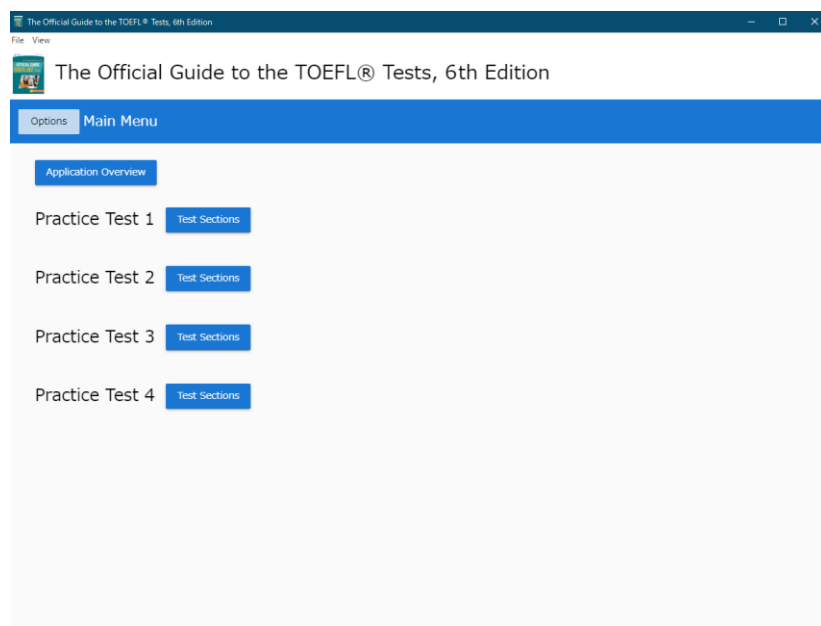 The Official Guide to the TOEFL® Tests, 6th Edition
File View
The Official Guide to the TOEFL® Tests, 6th Edition
Options Main Menu
Application Overview
Practice Test 1 Test Sections
Practice Test 2 Test Sections
Practice Test 3 Test Sections
Practice Test 4 Test Sections